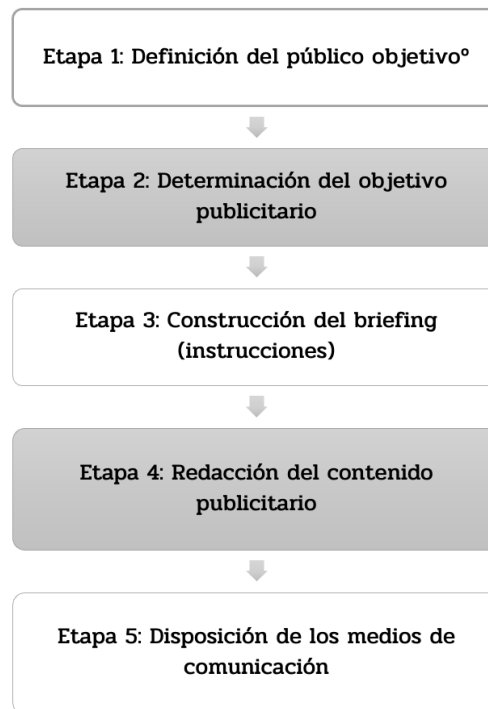 Etapa 1: Definición del público objetivoº
Etapa 2: Determinación del objetivo
publicitario
Etapa 3: Construcción del briefing
(instrucciones)
Etapa 4: Redacción del contenido
publicitario
Etapa 5: Disposición de los medios de
comunicación